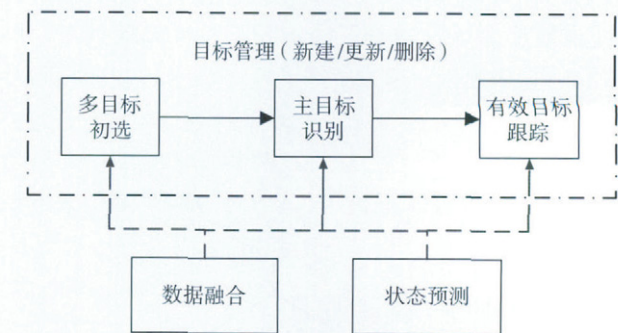 目标管理(新建/更新/删除)
多目标
初选
主目标
识别
有效目标
跟踪
数据融合
状态预测